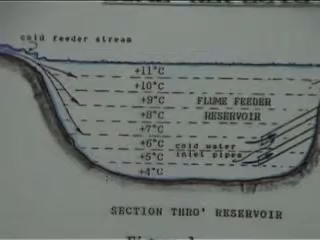 cold feeder stream
+11°C
+10°C
+9°C FLUME FEEDER
+8°C RESERVOIR
+7°C
+6°C cold water
+5°C inlet pipes
+4°C
SECTION THRO' RESERVOIR